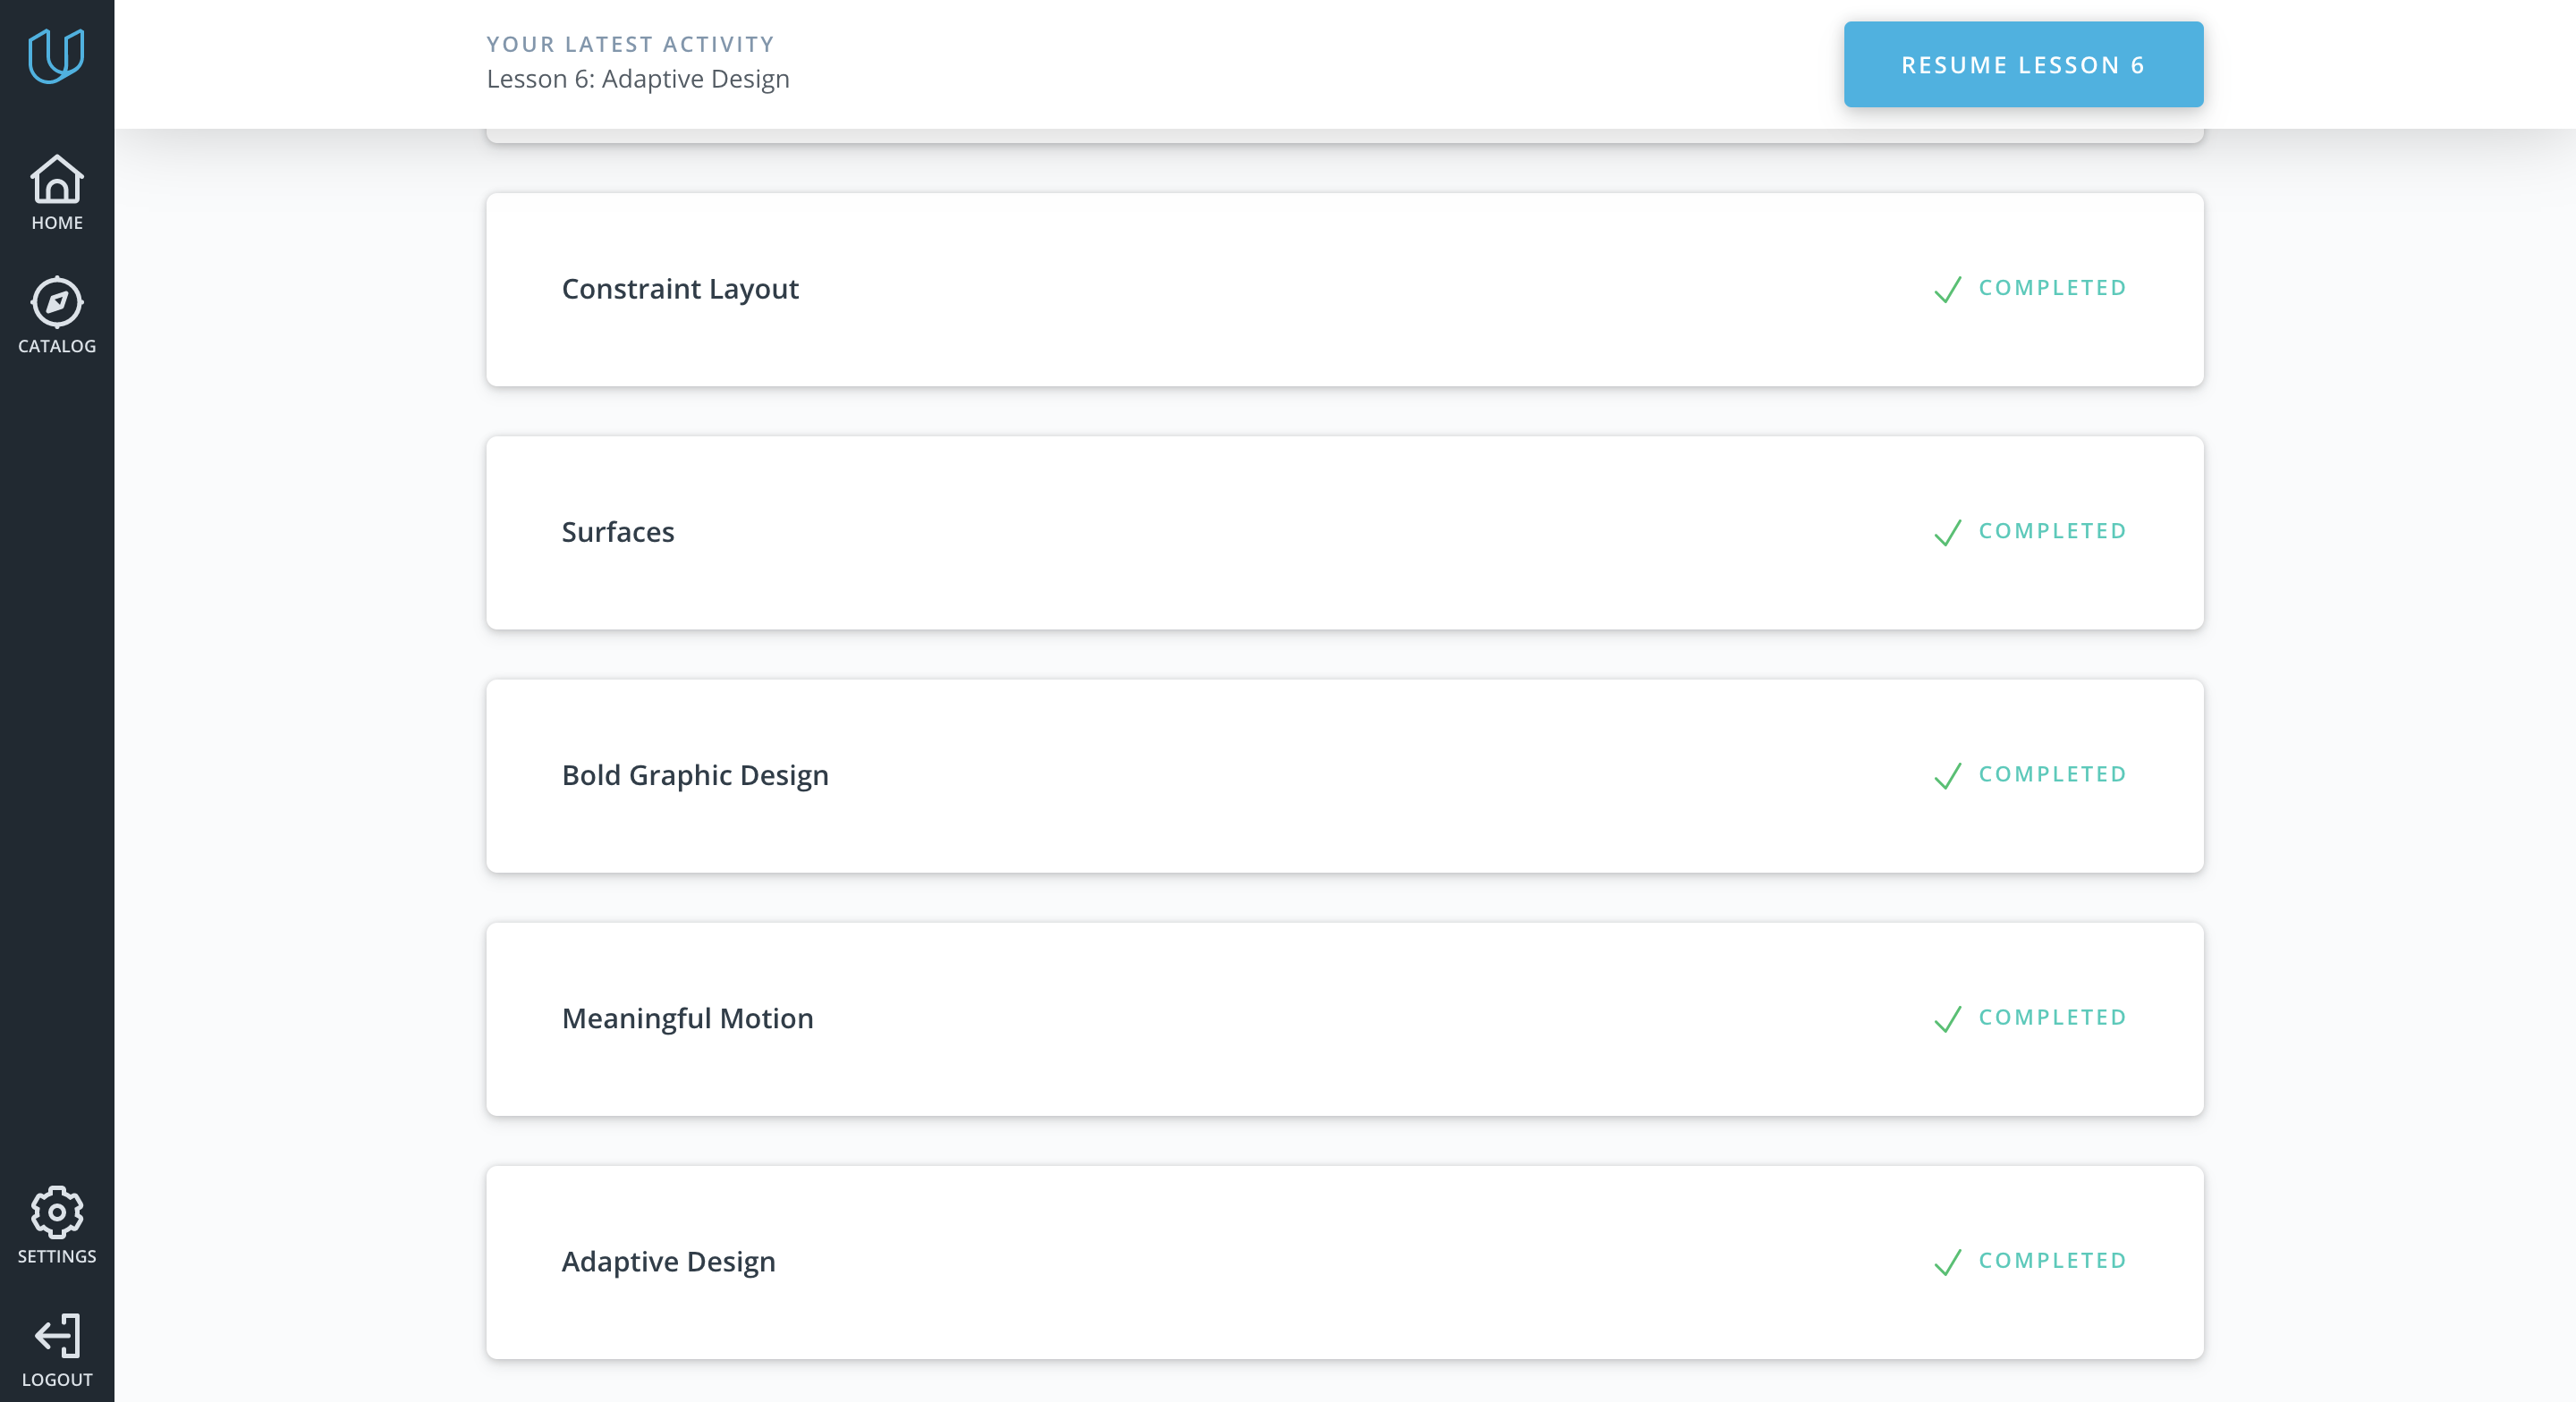 YOUR LATEST ACTIVITY
Lesson 6: Adaptive Design
RESUME LESSON 6
HOME
CATALOG
Constraint Layout
COMPLETED
Surfaces
COMPLETED
Bold Graphic Design
COMPLETED
Meaningful Motion
COMPLETED
Adaptive Design
COMPLETED
SETTINGS
LOGOUT